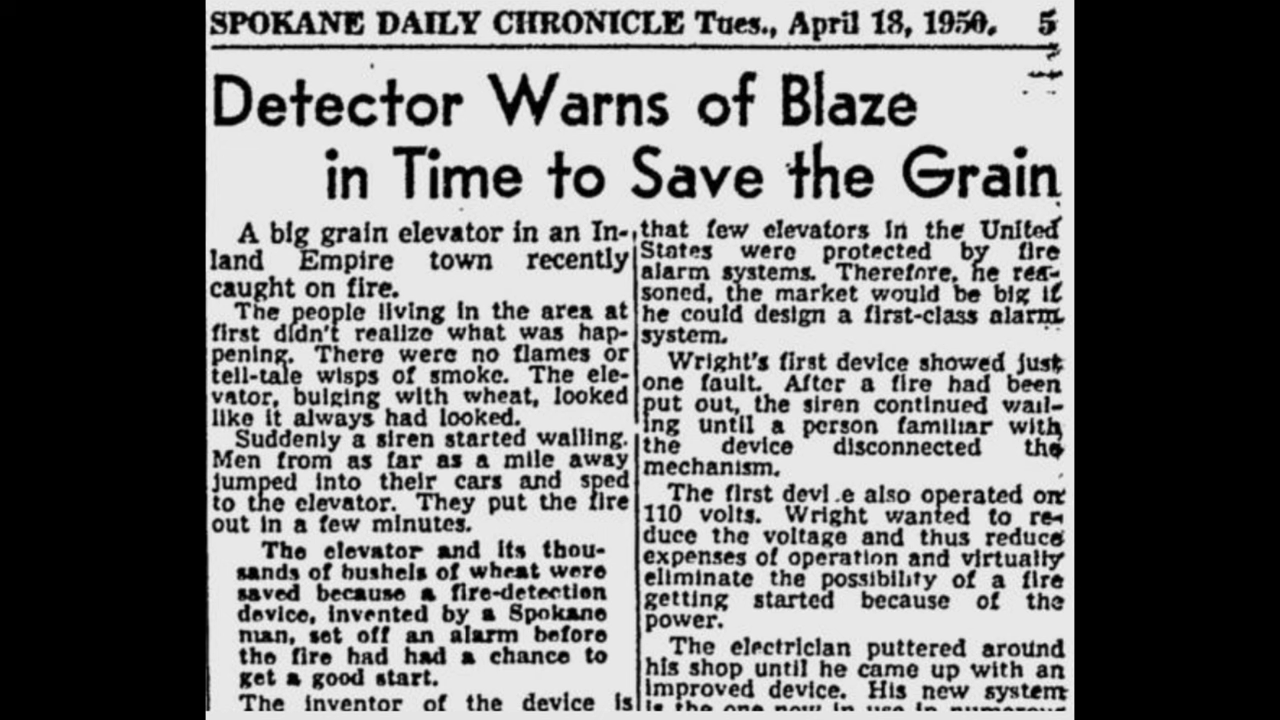 SPOKANE DAILY CHRONICLE Tues., April 18, 1950. 5
Detector Warns of Blaze
in Time to Save the Grain
A big grain elevator in an In-
land Empire town recently
caught on fire.
The people living in the area at
first didn't realize what was hap-
pening. There were no flames or
tell-tale wisps of smoke. The ele-
vator, bulging with wheat, looked
like it always had looked.
Suddenly a siren started wailing.
Men from as far as a mile away
jumped into their cars and sped
to the elevator. They put the fire
out in a few minutes.
The elevator and its thou-
sands of bushels of wheat were
saved because a fire-detection
device, invented by a Spokane
man, set off an alarm before
the fire had had a chance to
get a good start.
The inventor of the device is
that few elevators in the United
States were protected by fire
alarm systems. Therefore, he rea-
soned, the market would be big if
he could design a first-class alarm
system.
Wright's first device showed just
one fault. After a fire had been
put out, the siren continued wail-
ing until a person familiar with
the device disconnected the
mechanism.
The first devi.e also operated on
110 volts. Wright wanted to re-
duce the voltage and thus reduce
expenses of operation and virtually
eliminate the possibility of a fire
getting started because of the
power.
The electrician puttered around
his shop until he came up with an
improved device. His new system
is the one now in use in numerous